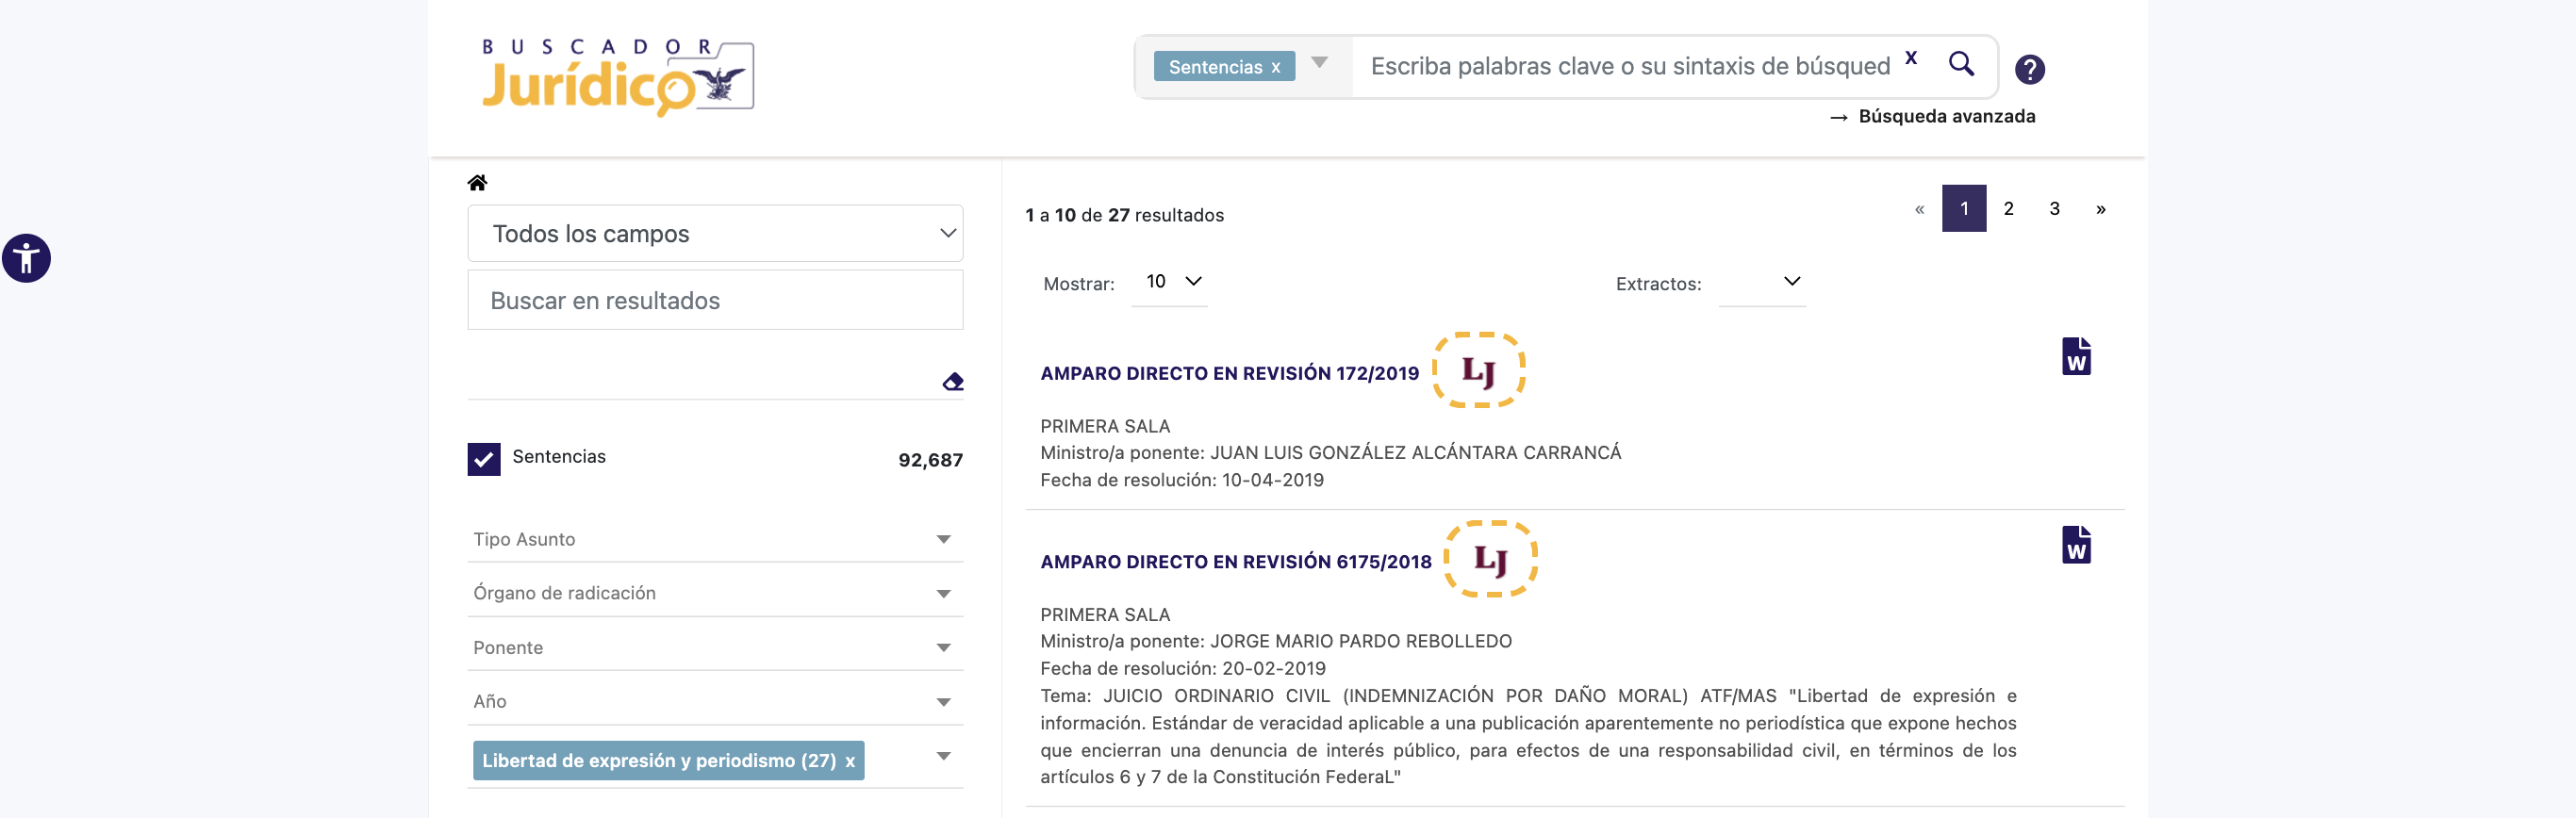 BUSCADOR
Jurídico
Sentencias x
Escriba palabras clave o su sintaxis de búsqued
x
?
→ Búsqueda avanzada
Todos los campos
Buscar en resultados
Sentencias 92,687
Tipo Asunto
Órgano de radicación
Ponente
Año
Libertad de expresión y periodismo (27) x
1 a 10 de 27 resultados
« 1 2 3 »
Mostrar: 10
Extractos:
AMPARO DIRECTO EN REVISIÓN 172/2019 LJ
W
PRIMERA SALA
Ministro/a ponente: JUAN LUIS GONZÁLEZ ALCÁNTARA CARRANCÁ
Fecha de resolución: 10-04-2019
AMPARO DIRECTO EN REVISIÓN 6175/2018 LJ
W
PRIMERA SALA
Ministro/a ponente: JORGE MARIO PARDO REBOLLEDO
Fecha de resolución: 20-02-2019
Tema: JUICIO ORDINARIO CIVIL (INDEMNIZACIÓN POR DAÑO MORAL) ATF/MAS "Libertad de expresión e
información. Estándar de veracidad aplicable a una publicación aparentemente no periodística que expone hechos
que encierran una denuncia de interés público, para efectos de una responsabilidad civil, en términos de los
artículos 6 y 7 de la Constitución FederaL"